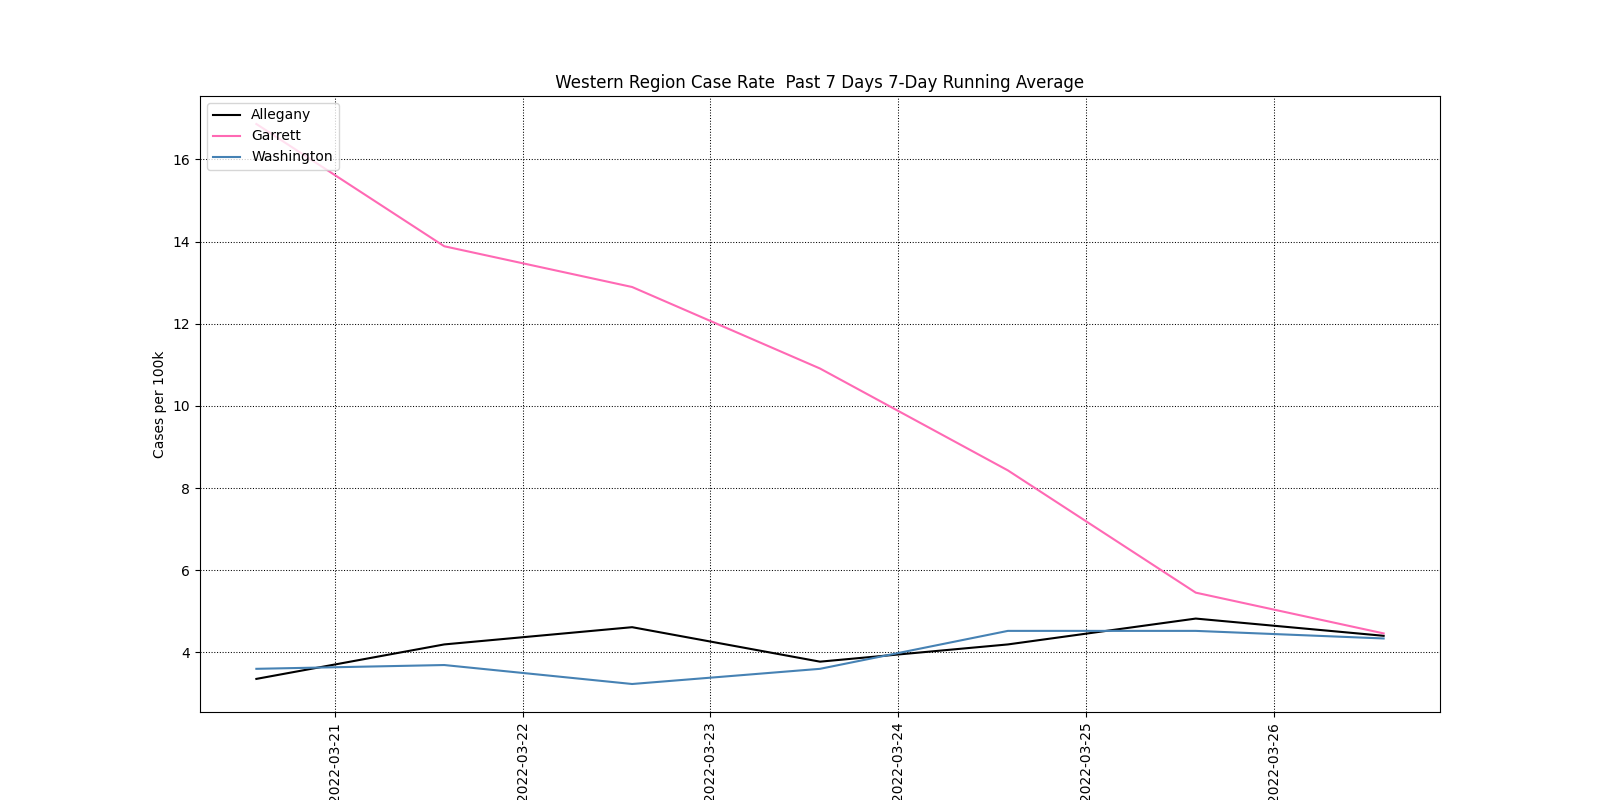 Western Region Case Rate  Past 7 Days 7-Day Running Average
Allegany
Garrett
Washington
16
14
12
10
8
6
4
Cases per 100k
2022-03-21
2022-03-22
2022-03-23
2022-03-24
2022-03-25
2022-03-26